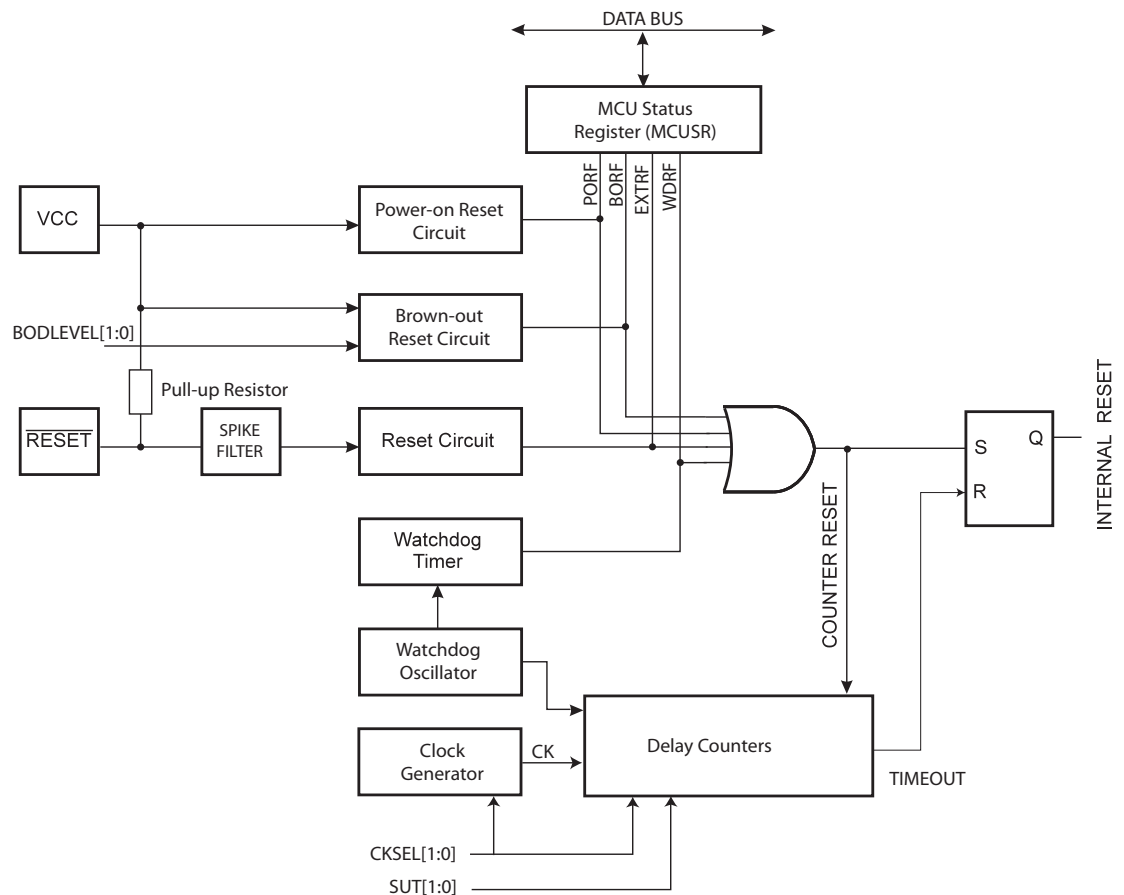 DATA BUS
MCU Status
Register (MCUSR)
PORF
BORF
EXTRF
WDRF
VCC
Power-on Reset
Circuit
BODLEVEL[1:0]
Brown-out
Reset Circuit
Pull-up Resistor
RESET
SPIKE
FILTER
Reset Circuit
S
Q
R
INTERNAL RESET
COUNTER RESET
Watchdog
Timer
Watchdog
Oscillator
Clock
Generator
CK
Delay Counters
TIMEOUT
CKSEL[1:0]
SUT[1:0]